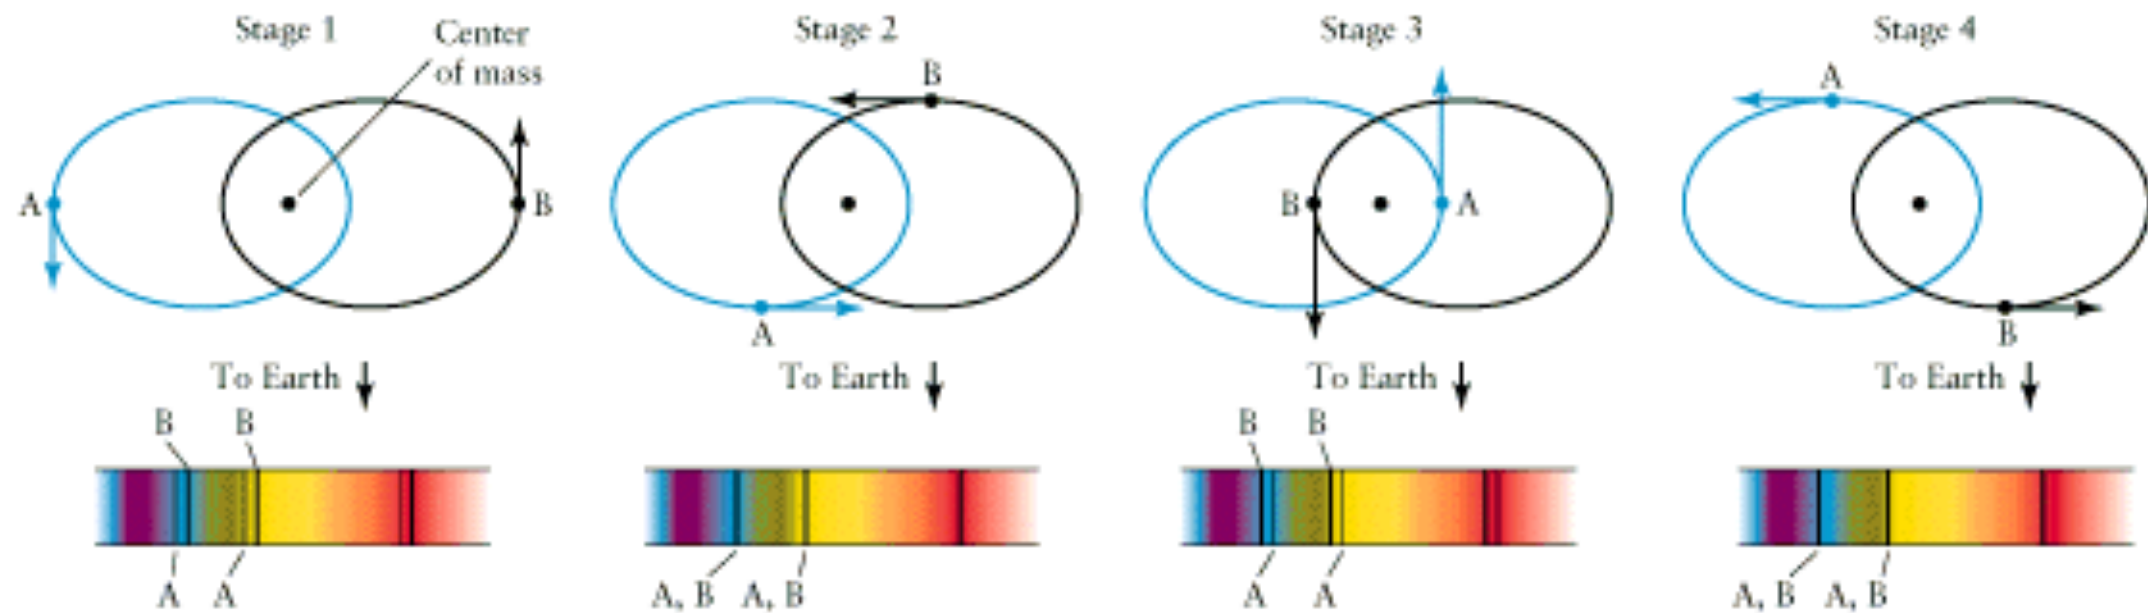 Stage 1
Center
of mass
A
B
To Earth
B B
A A
Stage 2
B
A
To Earth
A, B A, B
Stage 3
B
A
To Earth
B B
A A
Stage 4
A
B
To Earth
A, B A, B